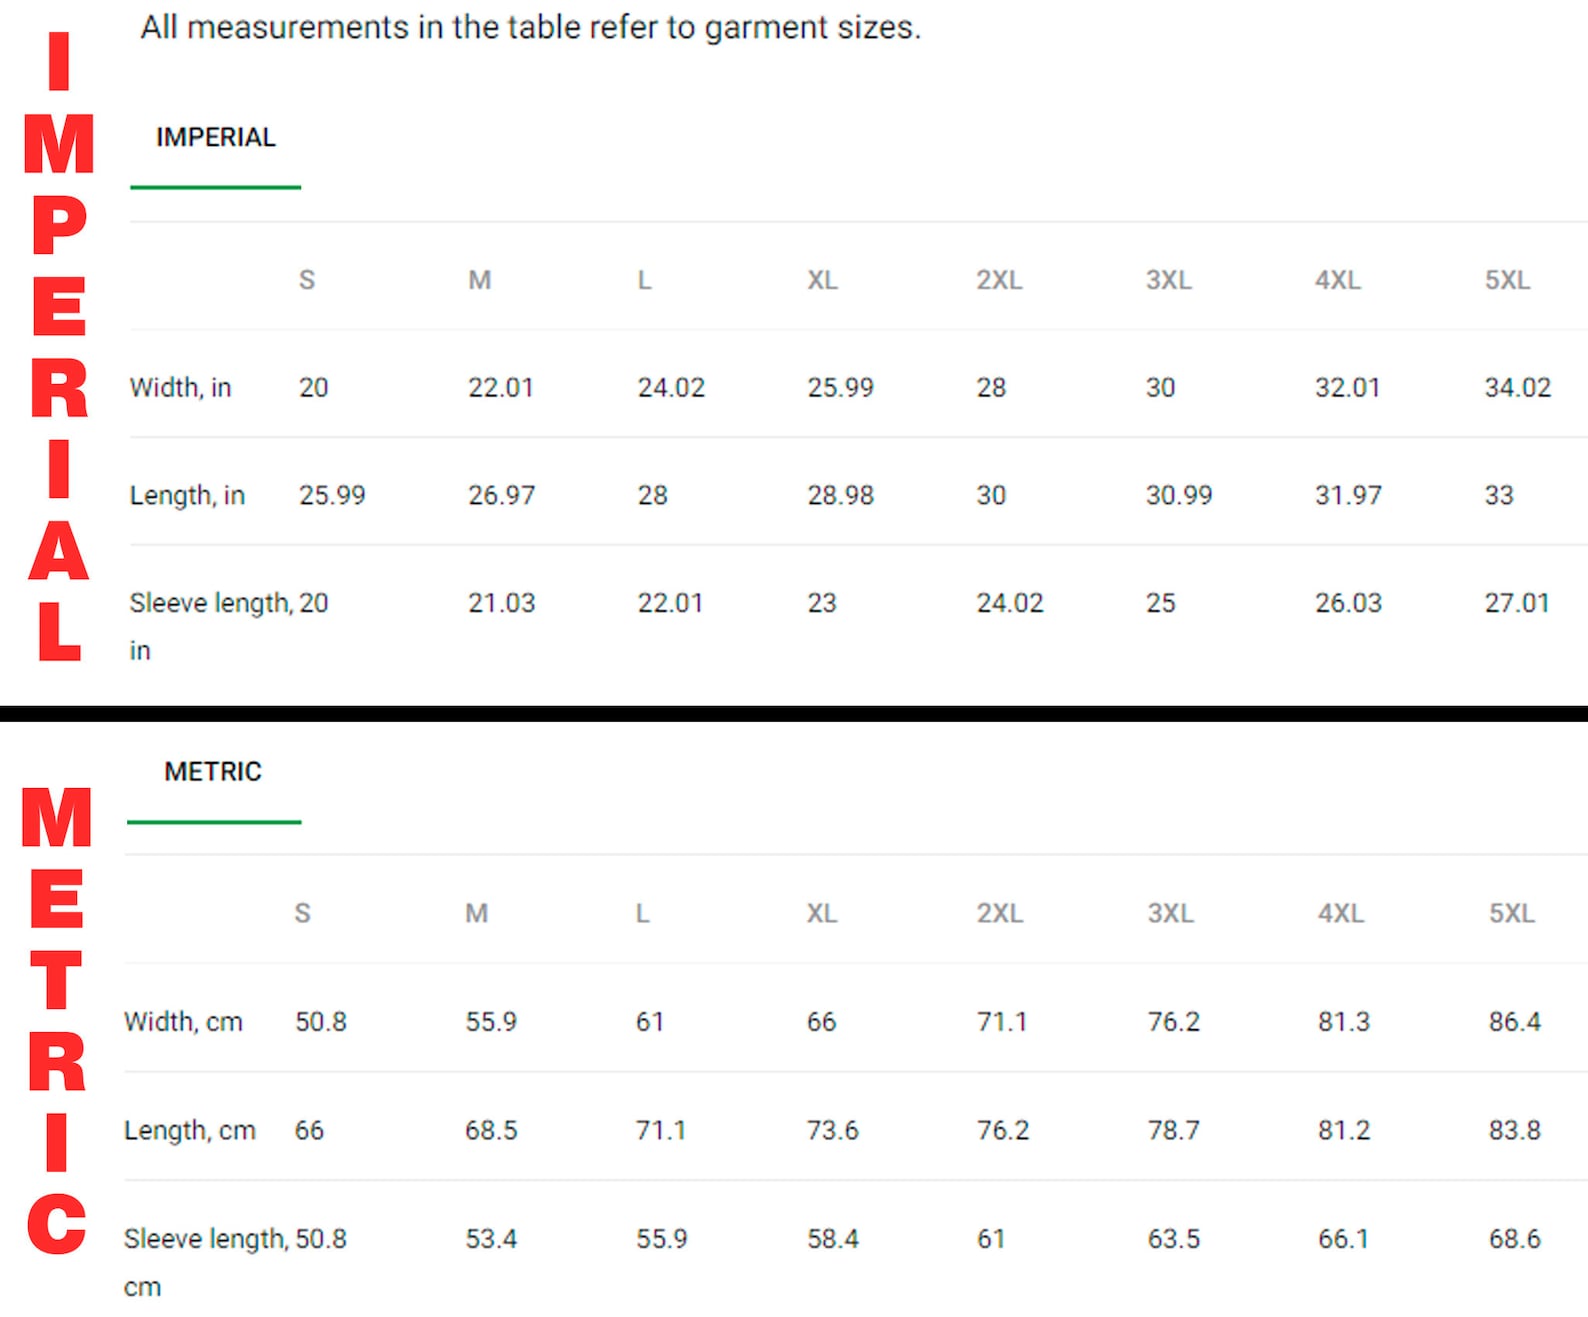 All measurements in the table refer to garment sizes.
IMPERIAL
IMPERIAL
S M L XL 2XL 3XL 4XL 5XL
Width, in 20 22.01 24.02 25.99 28 30 32.01 34.02
Length, in 25.99 26.97 28 28.98 30 30.99 31.97 33
Sleeve length, 20 21.03 22.01 23 24.02 25 26.03 27.01
in
METRIC
METRIC
S M L XL 2XL 3XL 4XL 5XL
Width, cm 50.8 55.9 61 66 71.1 76.2 81.3 86.4
Length, cm 66 68.5 71.1 73.6 76.2 78.7 81.2 83.8
Sleeve length, 50.8 53.4 55.9 58.4 61 63.5 66.1 68.6
cm